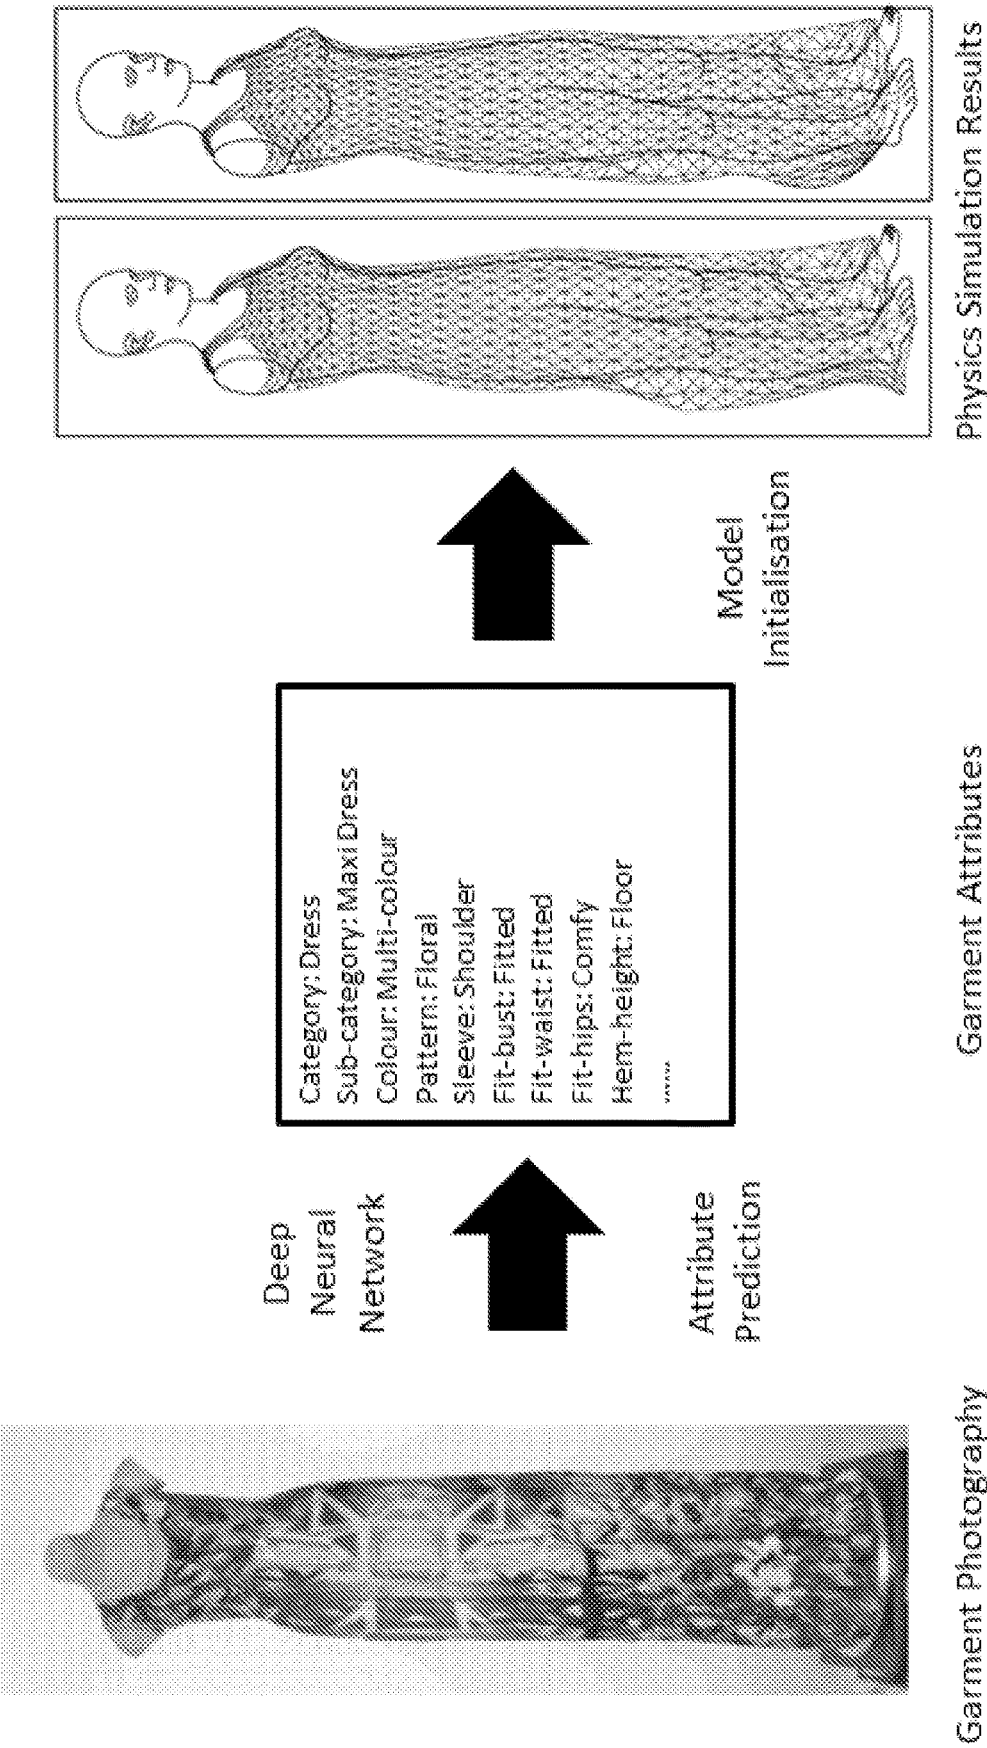 Deep
Neural
Network
Attribute
Prediction
Category: Dress
Sub-category: Maxi Dress
Colour: Multi-colour
Pattern: Floral
Sleeve: Shoulder
Fit-bust: Fitted
Fit-waist: Fitted
Fit-hips: Comfy
Hem-height: Floor
......
Model
Initialisation
Garment Photography
Garment Attributes
Physics Simulation Results